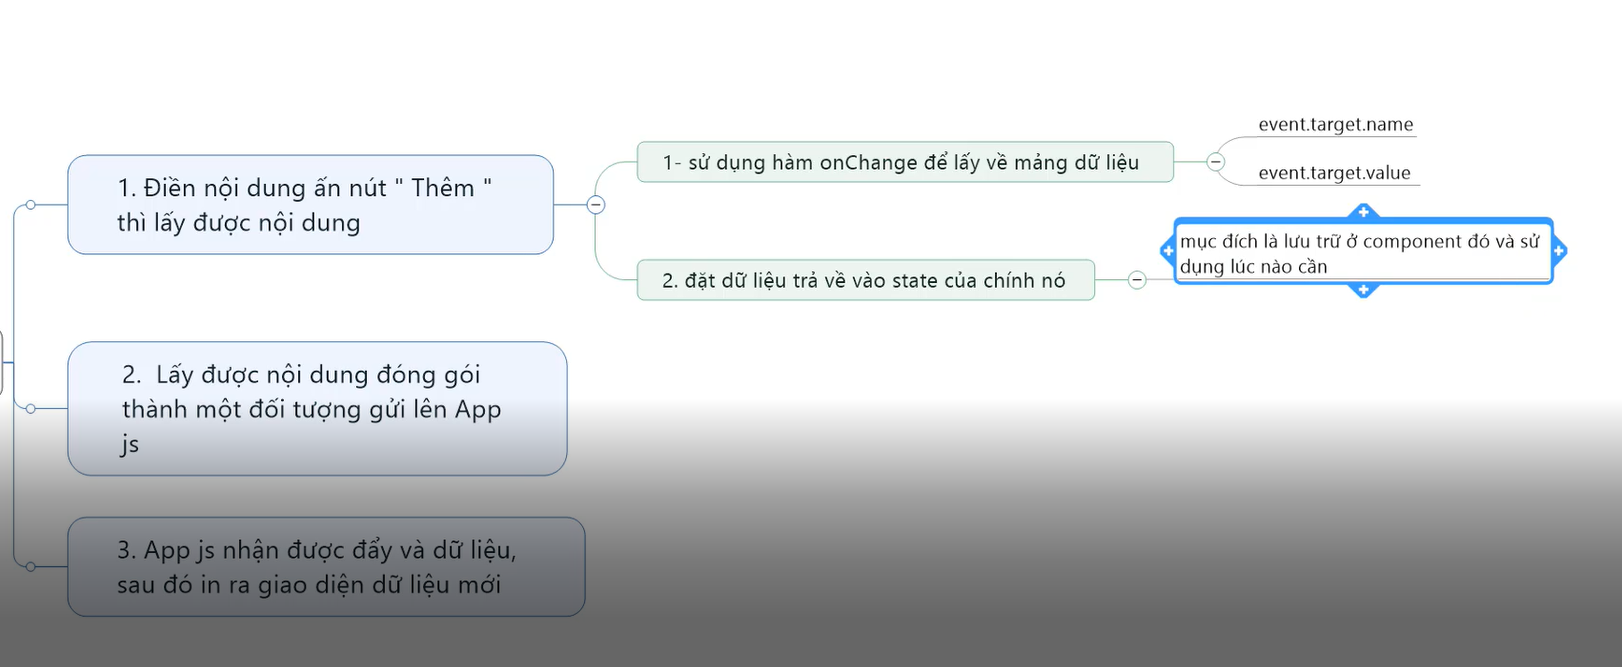 1. Điền nội dung ấn nút " Thêm "
thì lấy được nội dung
1- sử dụng hàm onChange để lấy về mảng dữ liệu
event.target.name
event.target.value
2. đặt dữ liệu trả về vào state của chính nó
mục đích là lưu trữ ở component đó và sử
dụng lúc nào cần
2.  Lấy được nội dung đóng gói
thành một đối tượng gửi lên App
js
3. App js nhận được đẩy và dữ liệu,
sau đó in ra giao diện dữ liệu mới